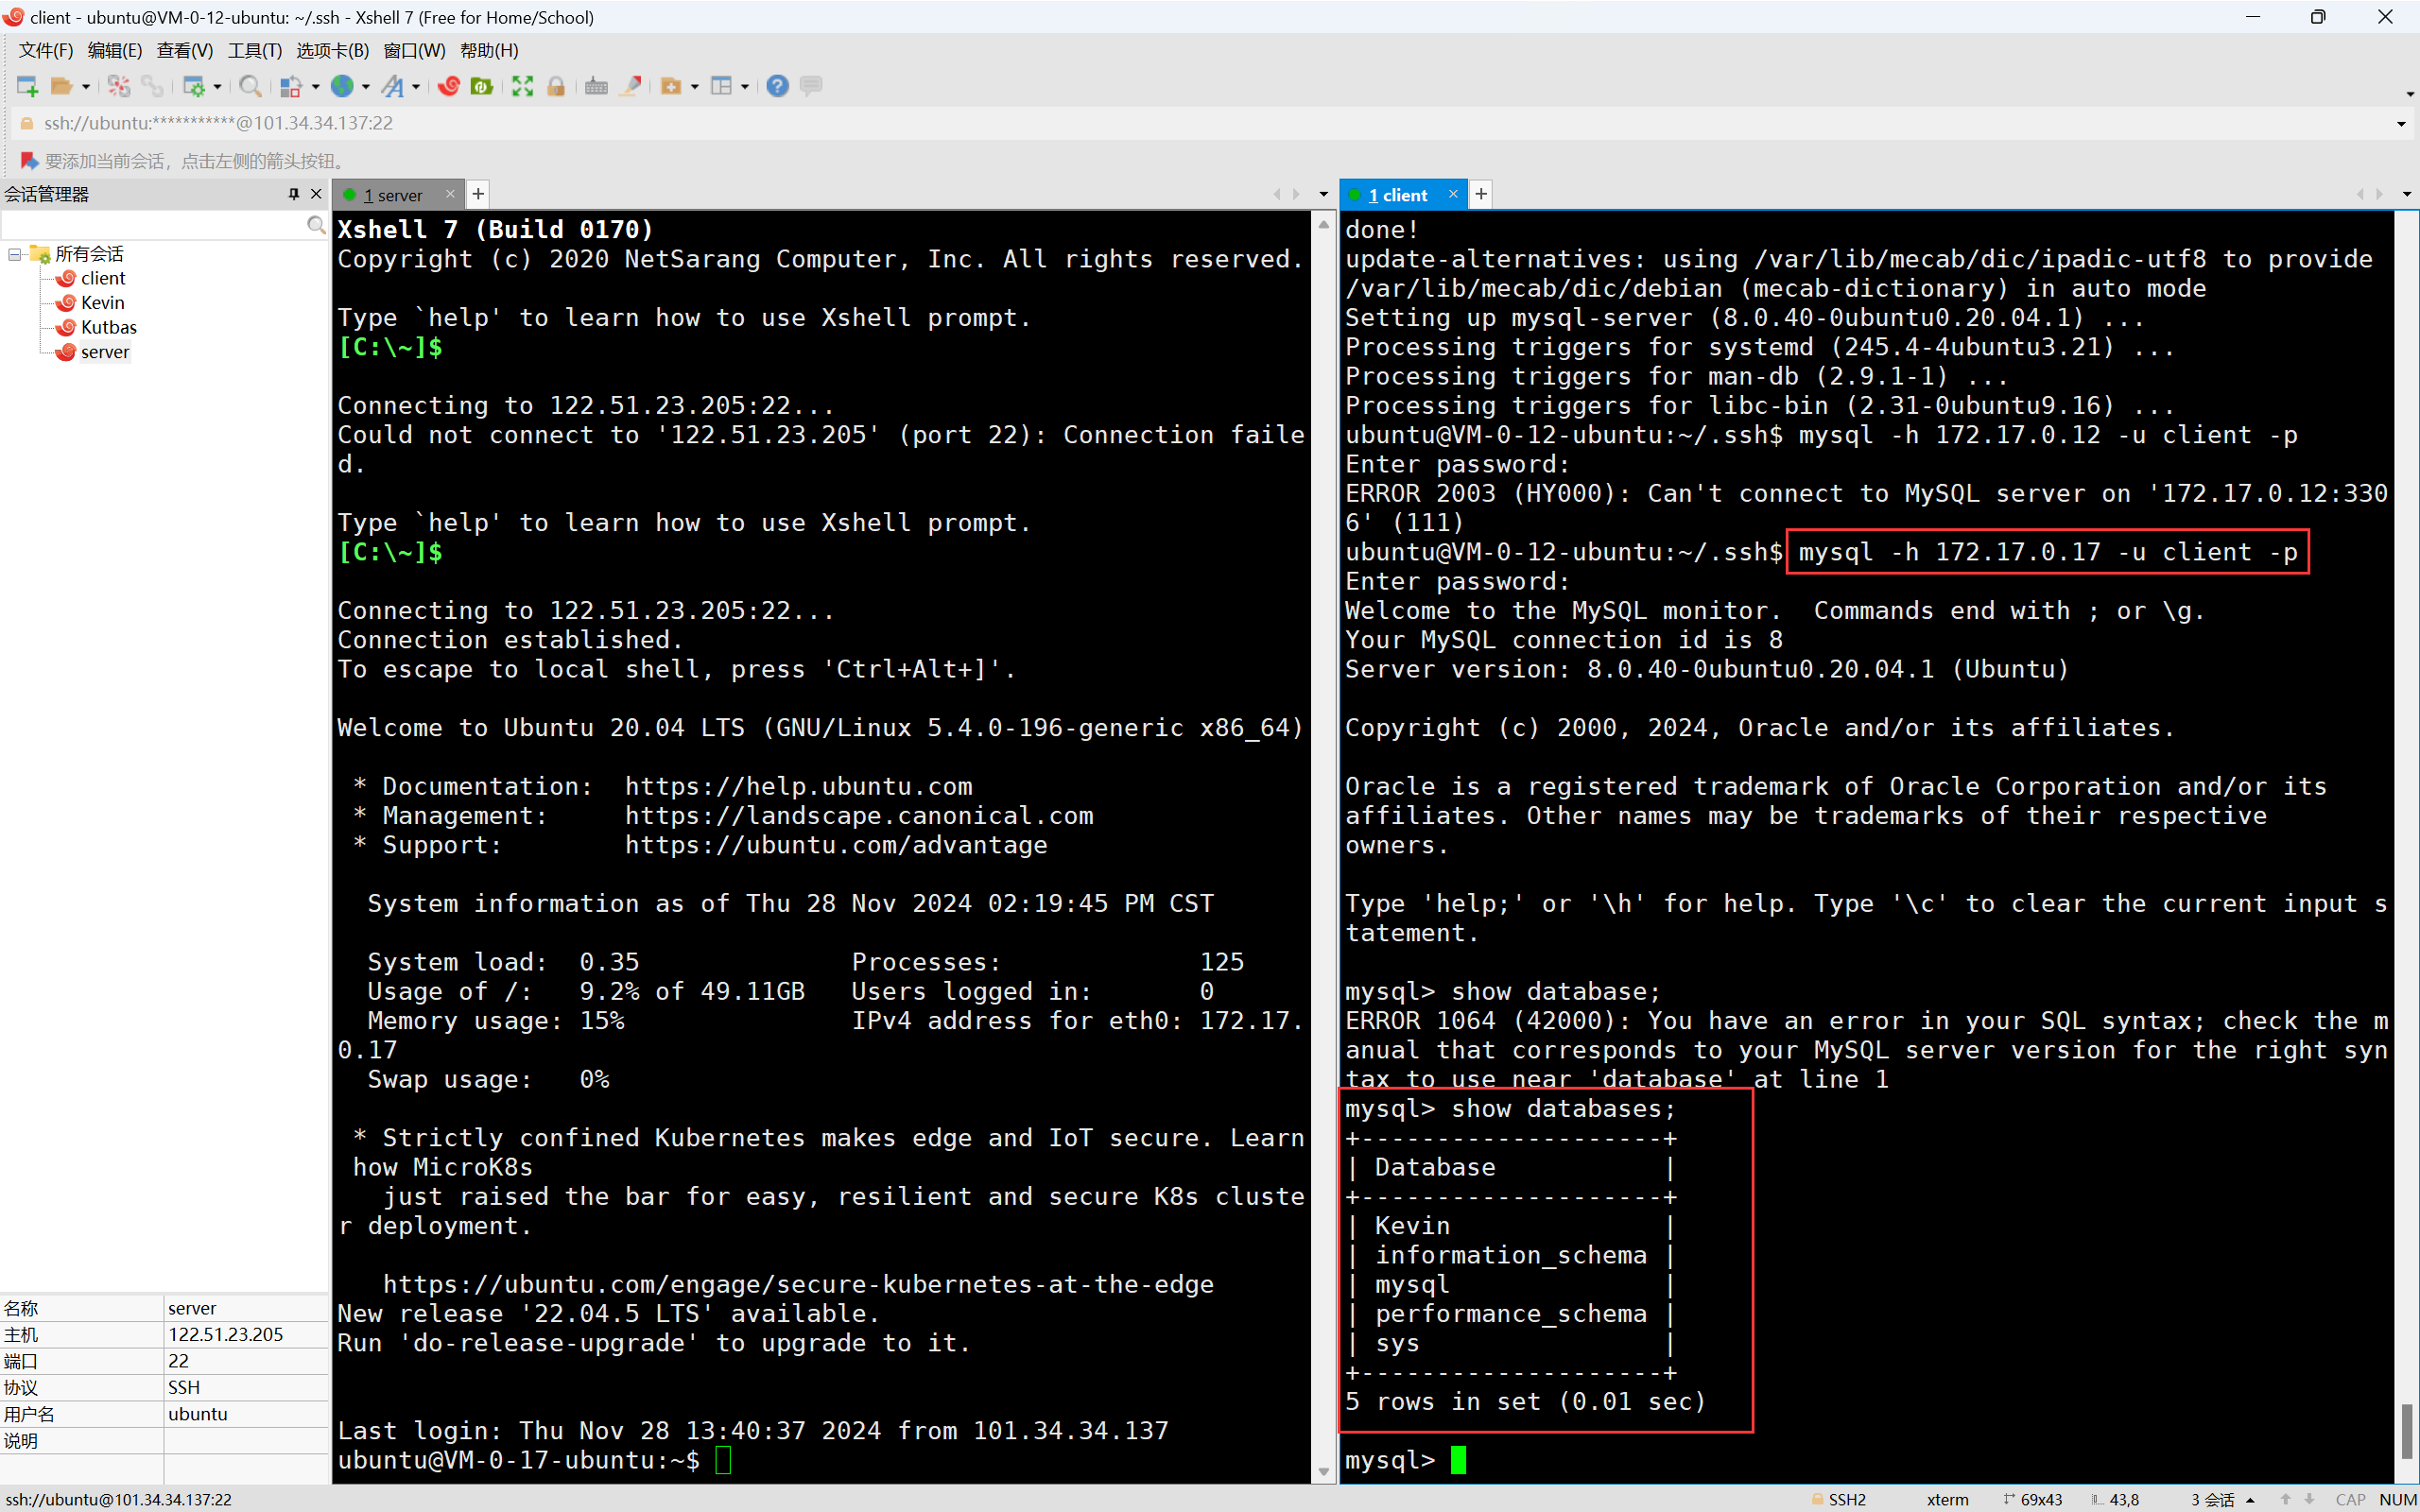 client - ubuntu@VM-0-12-ubuntu: ~/.ssh - Xshell 7 (Free for Home/School)
文件(F) 编辑(E) 查看(V) 工具(T) 选项卡(B) 窗口(W) 帮助(H)
ssh://ubuntu:***********@101.34.34.137:22
要添加当前会话，点击左侧的箭头按钮。
会话管理器
所有会话
client
Kevin
Kutbas
server
名称 server
主机 122.51.23.205
端口 22
协议 SSH
用户名 ubuntu
说明
1 server
Xshell 7 (Build 0170)
Copyright (c) 2020 NetSarang Computer, Inc. All rights reserved.
Type `help' to learn how to use Xshell prompt.
[C:\~]$
Connecting to 122.51.23.205:22...
Could not connect to '122.51.23.205' (port 22): Connection faile
d.
Type `help' to learn how to use Xshell prompt.
[C:\~]$
Connecting to 122.51.23.205:22...
Connection established.
To escape to local shell, press 'Ctrl+Alt+]'.
Welcome to Ubuntu 20.04 LTS (GNU/Linux 5.4.0-196-generic x86_64)
* Documentation:  https://help.ubuntu.com
* Management:     https://landscape.canonical.com
* Support:        https://ubuntu.com/advantage
System information as of Thu 28 Nov 2024 02:19:45 PM CST
System load:  0.35              Processes:             125
Usage of /:   9.2% of 49.11GB   Users logged in:       0
Memory usage: 15%               IPv4 address for eth0: 172.17.
0.17
Swap usage:   0%
* Strictly confined Kubernetes makes edge and IoT secure. Learn
how MicroK8s
just raised the bar for easy, resilient and secure K8s cluste
r deployment.
https://ubuntu.com/engage/secure-kubernetes-at-the-edge
New release '22.04.5 LTS' available.
Run 'do-release-upgrade' to upgrade to it.
Last login: Thu Nov 28 13:40:37 2024 from 101.34.34.137
ubuntu@VM-0-17-ubuntu:~$
1 client
done!
update-alternatives: using /var/lib/mecab/dic/ipadic-utf8 to provide
/var/lib/mecab/dic/debian (mecab-dictionary) in auto mode
Setting up mysql-server (8.0.40-0ubuntu0.20.04.1) ...
Processing triggers for systemd (245.4-4ubuntu3.21) ...
Processing triggers for man-db (2.9.1-1) ...
Processing triggers for libc-bin (2.31-0ubuntu9.16) ...
ubuntu@VM-0-12-ubuntu:~/.ssh$ mysql -h 172.17.0.12 -u client -p
Enter password:
ERROR 2003 (HY000): Can't connect to MySQL server on '172.17.0.12:330
6' (111)
ubuntu@VM-0-12-ubuntu:~/.ssh$ mysql -h 172.17.0.17 -u client -p
Enter password:
Welcome to the MySQL monitor.  Commands end with ; or \g.
Your MySQL connection id is 8
Server version: 8.0.40-0ubuntu0.20.04.1 (Ubuntu)
Copyright (c) 2000, 2024, Oracle and/or its affiliates.
Oracle is a registered trademark of Oracle Corporation and/or its
affiliates. Other names may be trademarks of their respective
owners.
Type 'help;' or '\h' for help. Type '\c' to clear the current input s
tatement.
mysql> show database;
ERROR 1064 (42000): You have an error in your SQL syntax; check the m
anual that corresponds to your MySQL server version for the right syn
tax to use near 'database' at line 1
mysql> show databases;
+--------------------+
| Database           |
+--------------------+
| Kevin              |
| information_schema |
| mysql              |
| performance_schema |
| sys                |
+--------------------+
5 rows in set (0.01 sec)
mysql>
ssh://ubuntu@101.34.34.137:22 SSH2 xterm 69x43 43,8 3 会话 CAP NUM